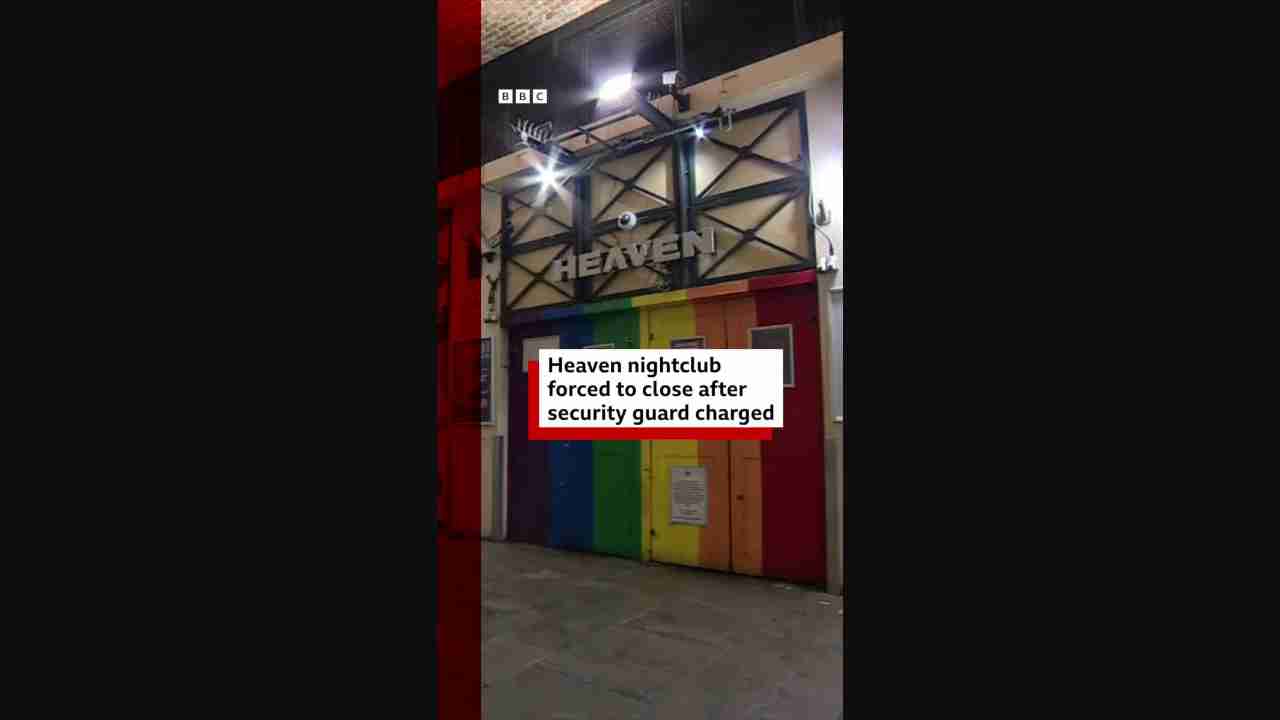 BBC
HEAVEN
Heaven nightclub
forced to close after
security guard charged